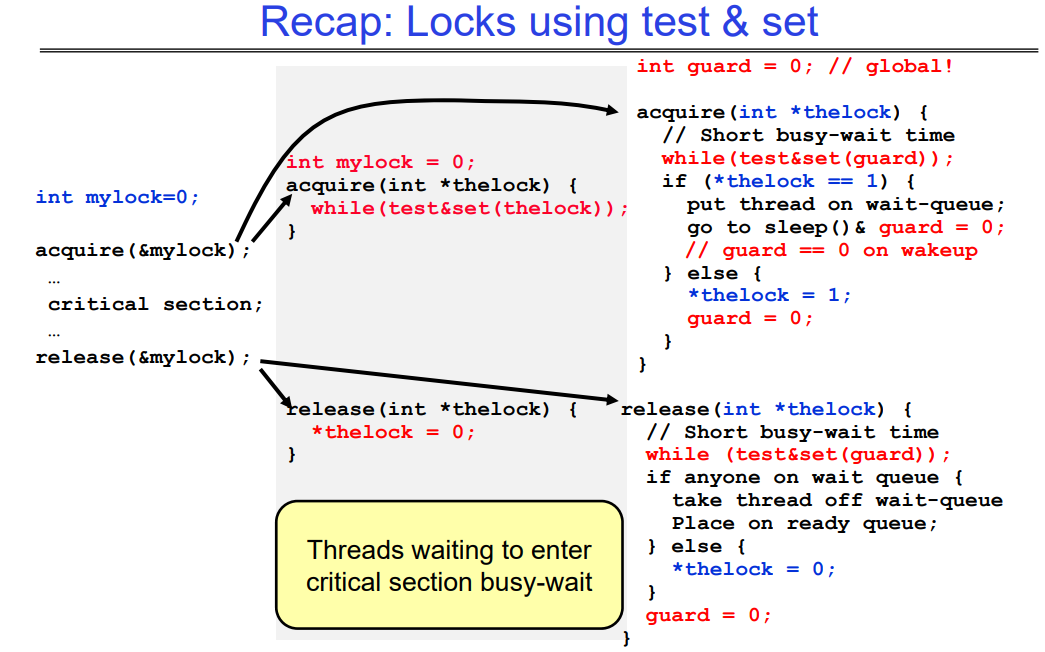 Recap: Locks using test & set
int mylock=0;
acquire(&mylock);
…
critical section;
…
release(&mylock);
int mylock = 0;
acquire(int *thelock) {
while(test&set(thelock));
}
release(int *thelock) {
*thelock = 0;
}
Threads waiting to enter
critical section busy-wait
int guard = 0; // global!
acquire(int *thelock) {
// Short busy-wait time
while(test&set(guard));
if (*thelock == 1) {
put thread on wait-queue;
go to sleep()& guard = 0;
// guard == 0 on wakeup
} else {
*thelock = 1;
guard = 0;
}
}
release(int *thelock) {
// Short busy-wait time
while (test&set(guard));
if anyone on wait queue {
take thread off wait-queue
Place on ready queue;
} else {
*thelock = 0;
}
guard = 0;
}